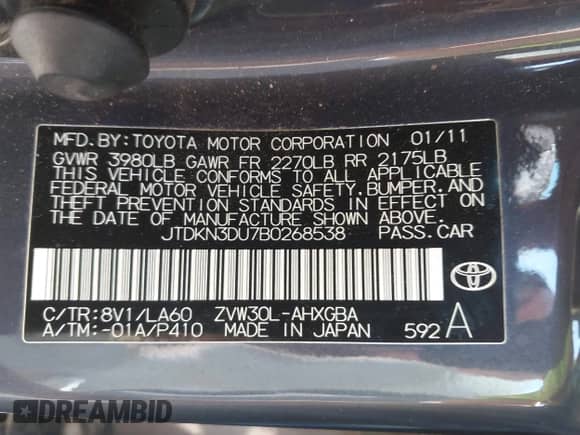 MFD.BY:TOYOTA MOTOR CORPORATION 01/11
GVWR 3980LB GAWR FR 2270LB RR 2175LB
THIS VEHICLE CONFORMS TO ALL APPLICABLE
FEDERAL MOTOR VEHICLE SAFETY,BUMPER,AND
THEFT PREVENTION STANDARDS IN EFFECT ON
THE DATE OF MANUFACTURE SHOWN ABOVE.
JTDKN3DU7B0268538 PASS.CAR
C/TR:8V1/LA60 ZVW30L-AHXGBA
A/TM:-01A/P410 MADE IN JAPAN 592 A
DREAMBID